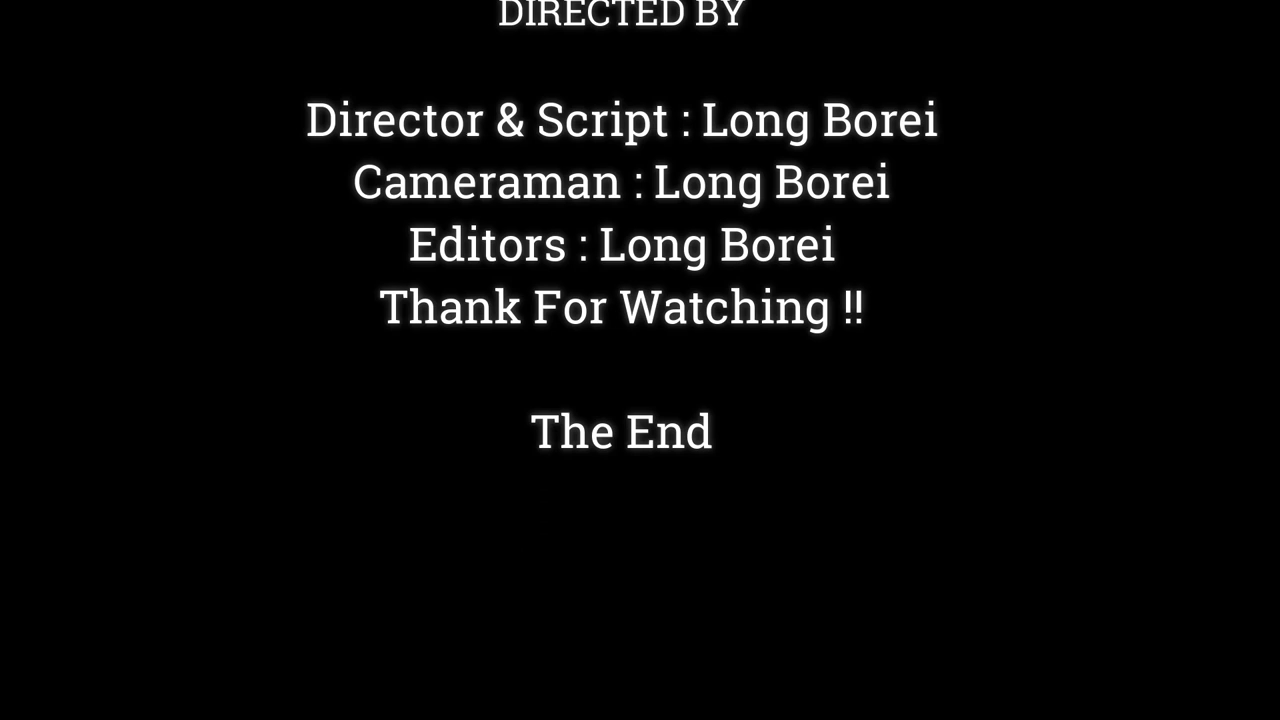 DIRECTED BY
Director & Script : Long Borei
Cameraman : Long Borei
Editors : Long Borei
Thank For Watching !!
The End